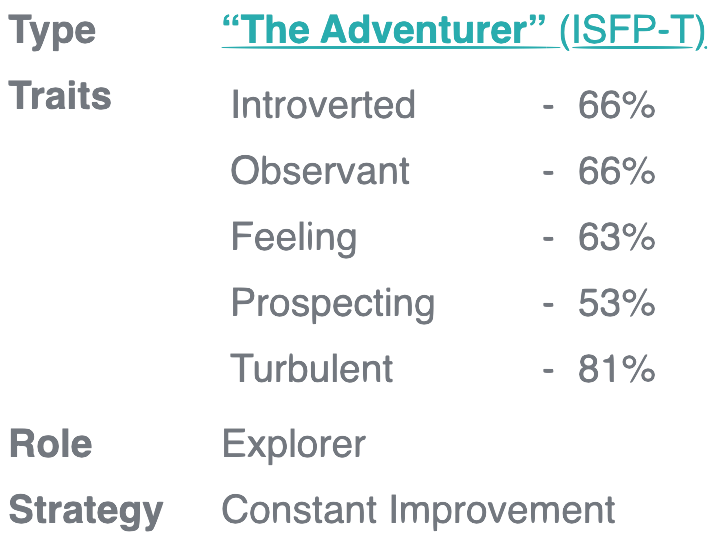 Type “The Adventurer” (ISFP-T)
Traits Introverted - 66%
Observant - 66%
Feeling - 63%
Prospecting - 53%
Turbulent - 81%
Role Explorer
Strategy Constant Improvement